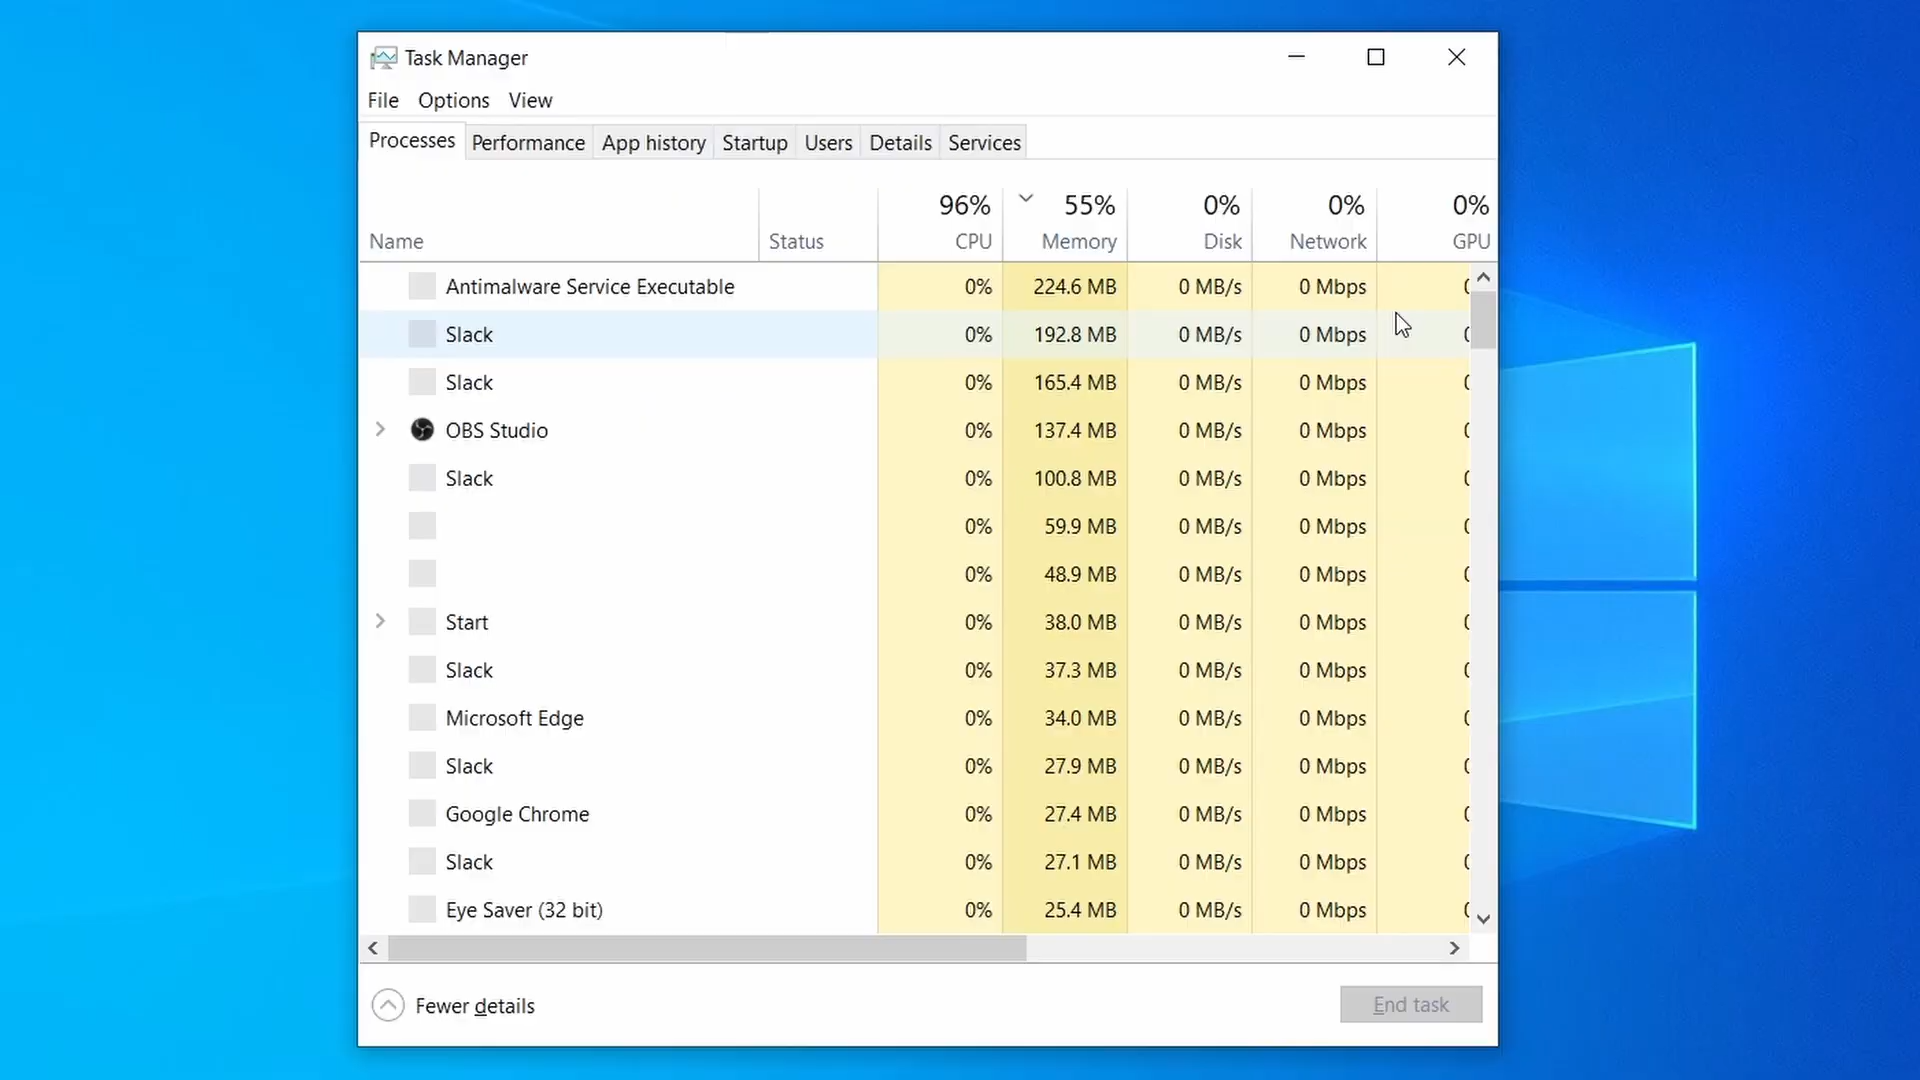 Task Manager
File Options View
Processes Performance App history Startup Users Details Services
96% 55% 0% 0% 0%
Name Status CPU Memory Disk Network GPU
Antimalware Service Executable 0% 224.6 MB 0 MB/s 0 Mbps
Slack 0% 192.8 MB 0 MB/s 0 Mbps
Slack 0% 165.4 MB 0 MB/s 0 Mbps
OBS Studio 0% 137.4 MB 0 MB/s 0 Mbps
Slack 0% 100.8 MB 0 MB/s 0 Mbps
0% 59.9 MB 0 MB/s 0 Mbps
0% 48.9 MB 0 MB/s 0 Mbps
Start 0% 38.0 MB 0 MB/s 0 Mbps
Slack 0% 37.3 MB 0 MB/s 0 Mbps
Microsoft Edge 0% 34.0 MB 0 MB/s 0 Mbps
Slack 0% 27.9 MB 0 MB/s 0 Mbps
Google Chrome 0% 27.4 MB 0 MB/s 0 Mbps
Slack 0% 27.1 MB 0 MB/s 0 Mbps
Eye Saver (32 bit) 0% 25.4 MB 0 MB/s 0 Mbps
Fewer details End task